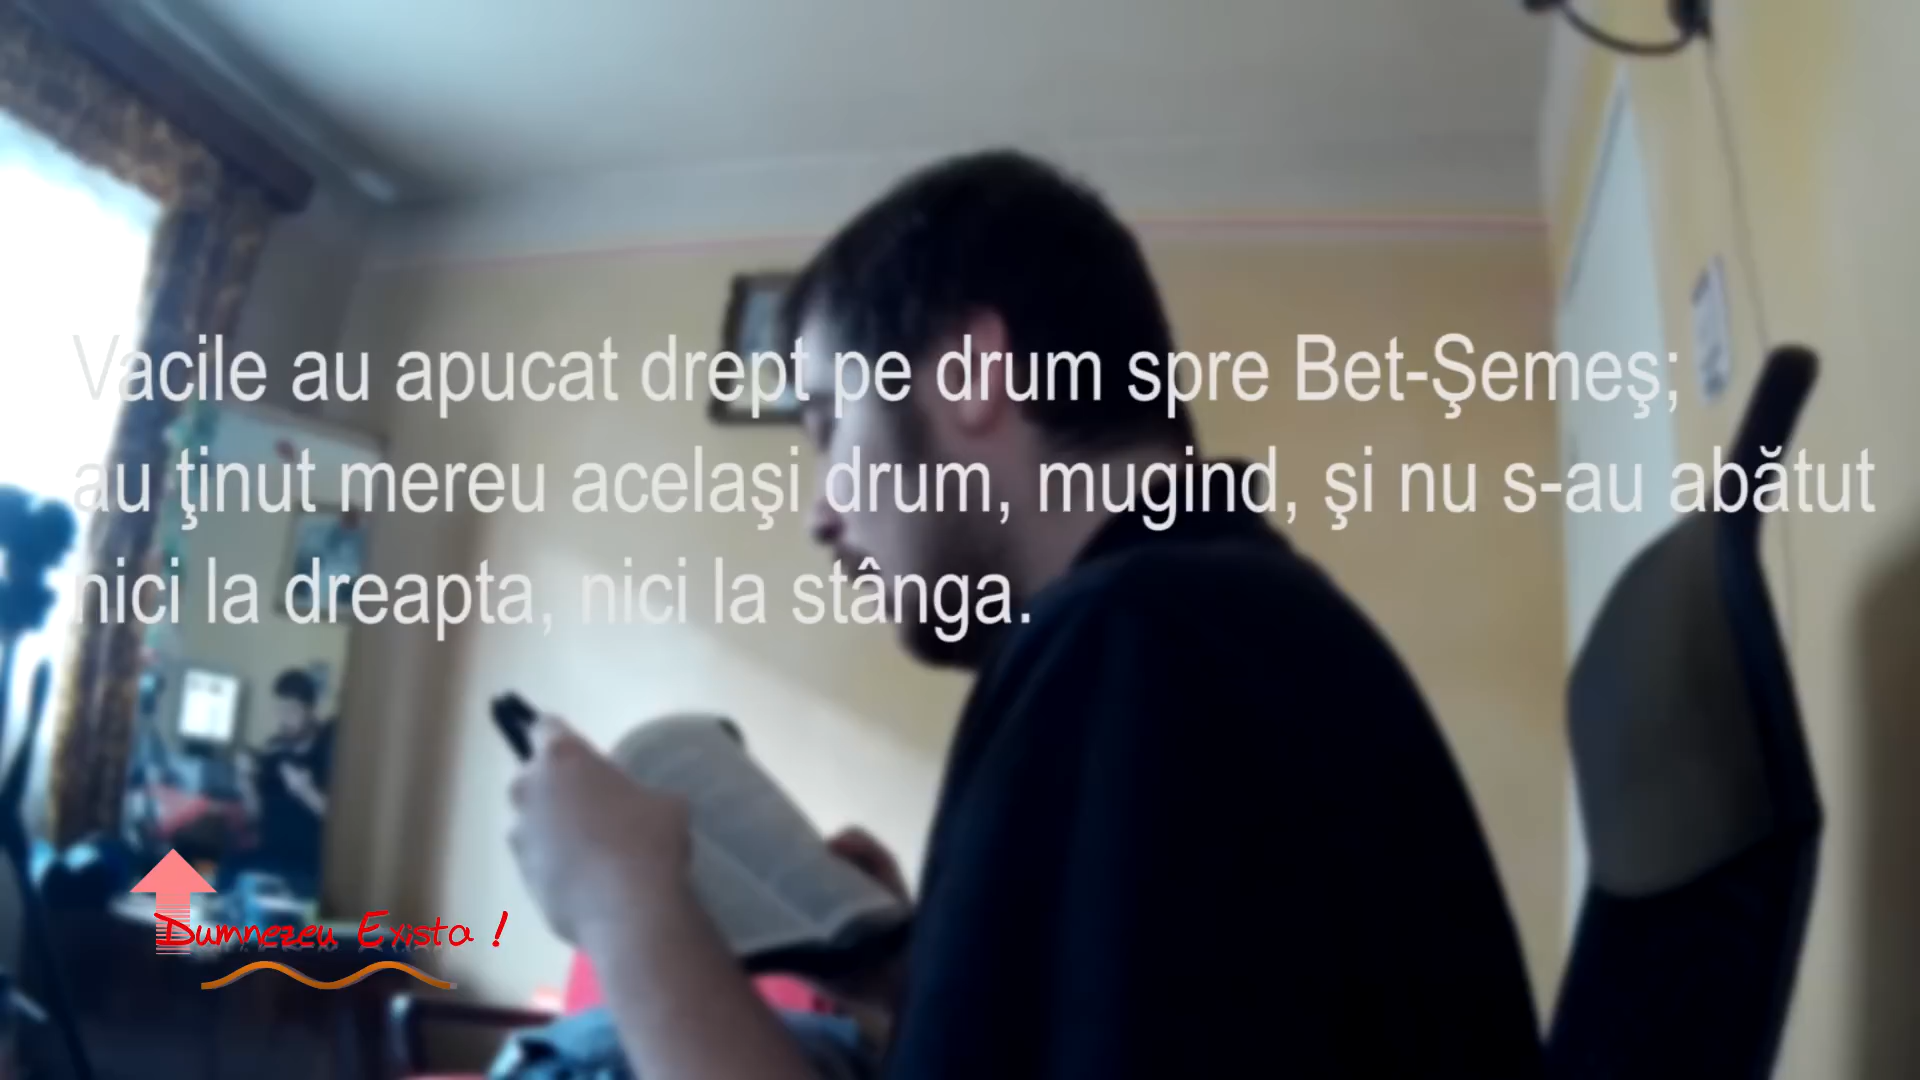 Vacile au apucat drept pe drum spre Bet-Şemeş;
au ţinut mereu acelaşi drum, mugind, şi nu s-au abătut
nici la dreapta, nici la stânga.
Dumnezeu Exista !